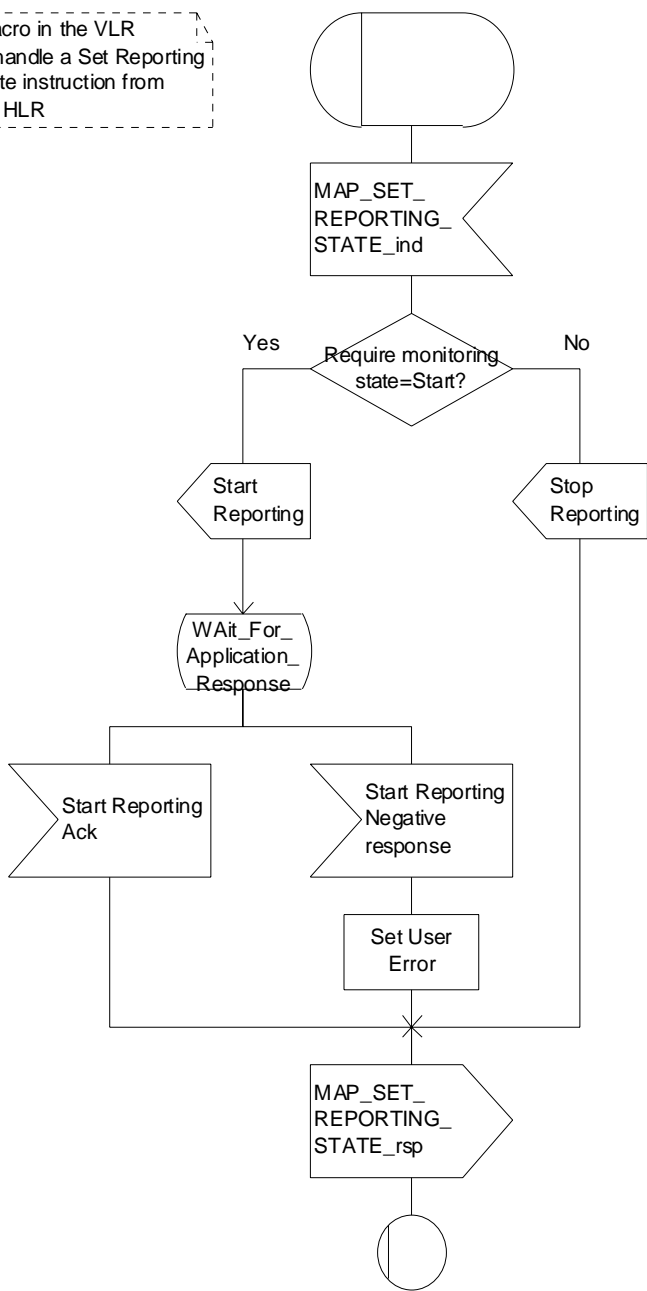 in the VLR
handle a Set Reporting
instruction from
HLR
MAP_SET_
REPORTING_
STATE_ind
Yes
Require monitoring
state=Start?
No
Start
Reporting
Stop
Reporting
WAit_For_
Application_
Response
Start Reporting
Ack
Start Reporting
Negative
response
Set User
Error
MAP_SET_
REPORTING_
STATE_rsp